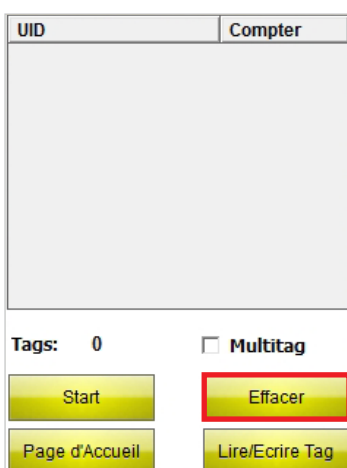 UID Compter
Tags: 0 Multitag
Start Effacer
Page d'Accueil Lire/Ecrire Tag